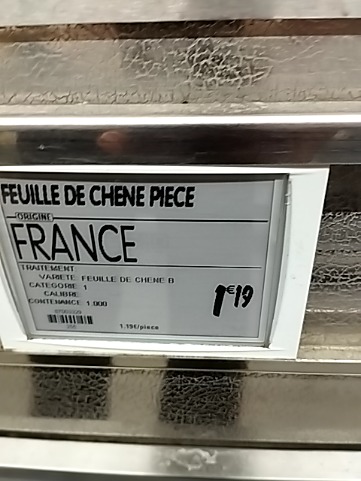 FEUILLE DE CHENE PIECE
ORIGINE
FRANCE
TRAITEMENT
VARIETE FEUILLE DE CHENE B
CATEGORIE 1
CALIBRE
CONTENANCE 1.000
1€19
1.19€/piece